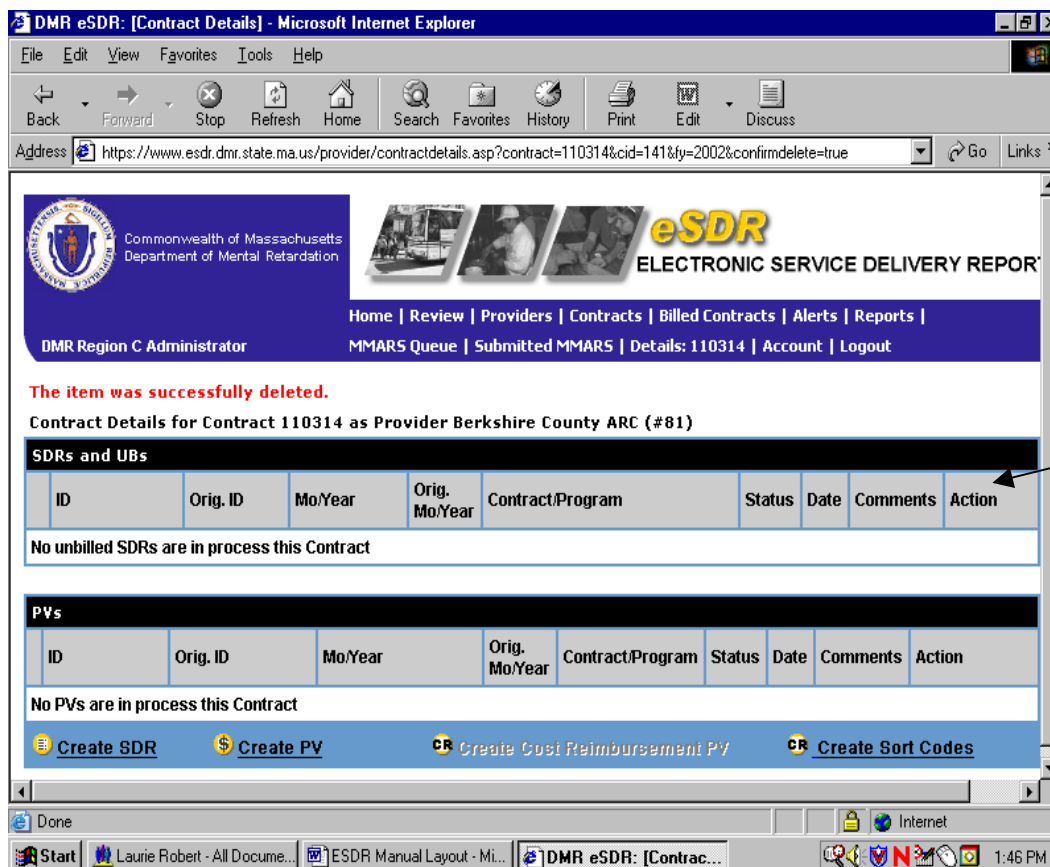 DMR eSDR: [Contract Details] - Microsoft Internet Explorer
File Edit View Favorites Tools Help
Back Forward Stop Refresh Home Search Favorites History Print Edit Discuss
Address https://www.esdr.dmr.state.ma.us/provider/contractdetails.asp?contract=110314&cid=141&fy=2002&confirmdelete=true Go Links
Commonwealth of Massachusetts
Department of Mental Retardation
eSDR
ELECTRONIC SERVICE DELIVERY REPOR
Home | Review | Providers | Contracts | Billed Contracts | Alerts | Reports |
DMR Region C Administrator MMARS Queue | Submitted MMARS | Details: 110314 | Account | Logout
The item was successfully deleted.
Contract Details for Contract 110314 as Provider Berkshire County ARC (#81)
SDRs and UBs
ID Orig. ID Mo/Year Orig. Mo/Year Contract/Program Status Date Comments Action
No unbilled SDRs are in process this Contract
PVs
ID Orig. ID Mo/Year Orig. Mo/Year Contract/Program Status Date Comments Action
No PVs are in process this Contract
Create SDR $ Create PV CR Create Cost Reimbursement PV CR Create Sort Codes
Done Internet
Start Laurie Robert - All Docume... ESDR Manual Layout - Mi... DMR eSDR: [Contrac... 1:46 PM